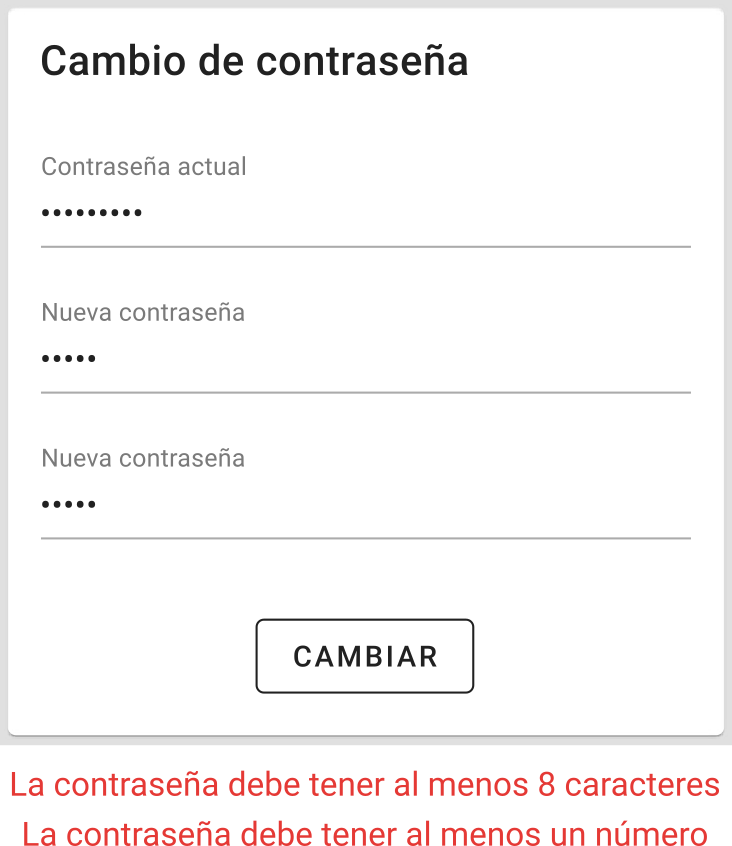 Cambio de contraseña
Contraseña actual
•••••••••
Nueva contraseña
•••••
Nueva contraseña
•••••
CAMBIAR
La contraseña debe tener al menos 8 caracteres
La contraseña debe tener al menos un número